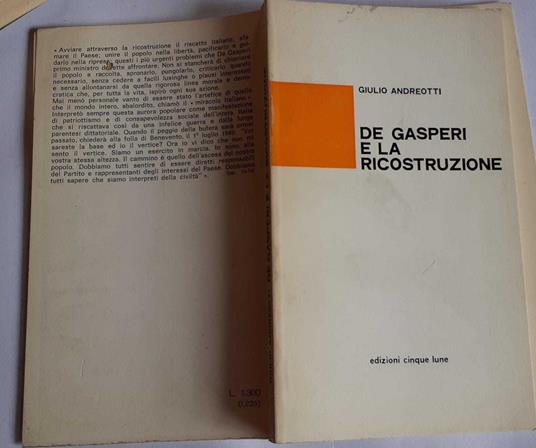 « Avviare attraverso la ricostruzione il riscatto italiano, sfa-
mare il Paese; unire il popolo nella libertà, pacificarlo e gui-
darlo nella ripresa: questi i più urgenti problemi che De Gasperi
primo ministro dovette affrontare. Non si stancherà di chiamare
il popolo a raccolta, spronarlo, pungolarlo, criticarlo quando
necessario, senza cedere a facili lusinghe o plausi interessati
e senza allontanarsi da quella rigorosa linea morale e demo-
cratica che, per tutta la vita, ispirò ogni sua azione.
Mai menò personale vanto di essere stato l'artefice di quello
che il mondo intero, abalordito, chiamò il « miracolo italiano ».
Interpretò sempre questa aurora popolare come manifestazione
di patriottismo e di consapevolezza sociale dell'intera Italia
che si riscattava così da una infelice guerra e dalla lunga
parentesi dittatoriale. Quando il peggio della bufera sarà ormai
passato, chiederà alla folla di Benevento, il 1° luglio 1949: "Voi
sareste la base ed io il vertice? Ora io vi dico che non mi
sento il vertice. Siamo un esercito in marcia. Io sono alla
vostra stessa altezza. Il cammino è quello dell'ascesa del nostro
popolo. Dobbiamo tutti sentire di essere diretti responsabili
del Partito e rappresentanti degli interessi del Paese. Dobbiamo
tutti sapere che siamo interpreti della civiltà" ».
L. 1.300
(1.225)
GIULIO ANDREOTTI
DE GASPERI
E LA
RICOSTRUZIONE
edizioni cinque lune